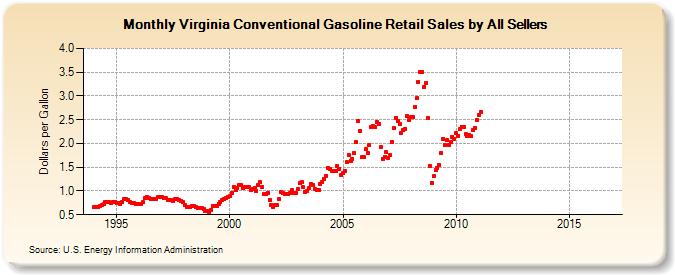 Monthly Virginia Conventional Gasoline Retail Sales by All Sellers
Dollars per Gallon
4.0
3.5
3.0
2.5
2.0
1.5
1.0
0.5
1995 2000 2005 2010 2015
Source: U.S. Energy Information Administration